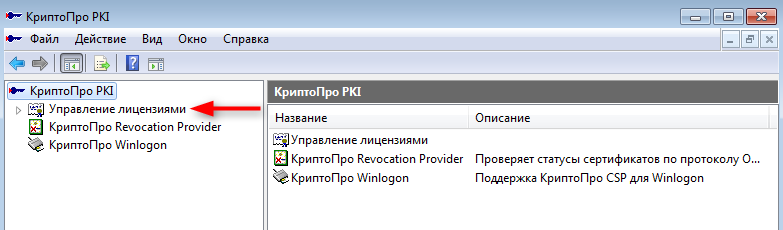 КриптоПро PKI
Файл Действие Вид Окно Справка
КриптоПро PKI
Управление лицензиями
КриптоПро Revocation Provider
КриптоПро Winlogon
КриптоПро PKI
Название Описание
Управление лицензиями
КриптоПро Revocation Provider Проверяет статусы сертификатов по протоколу O...
КриптоПро Winlogon Поддержка КриптоПро CSP для Winlogon